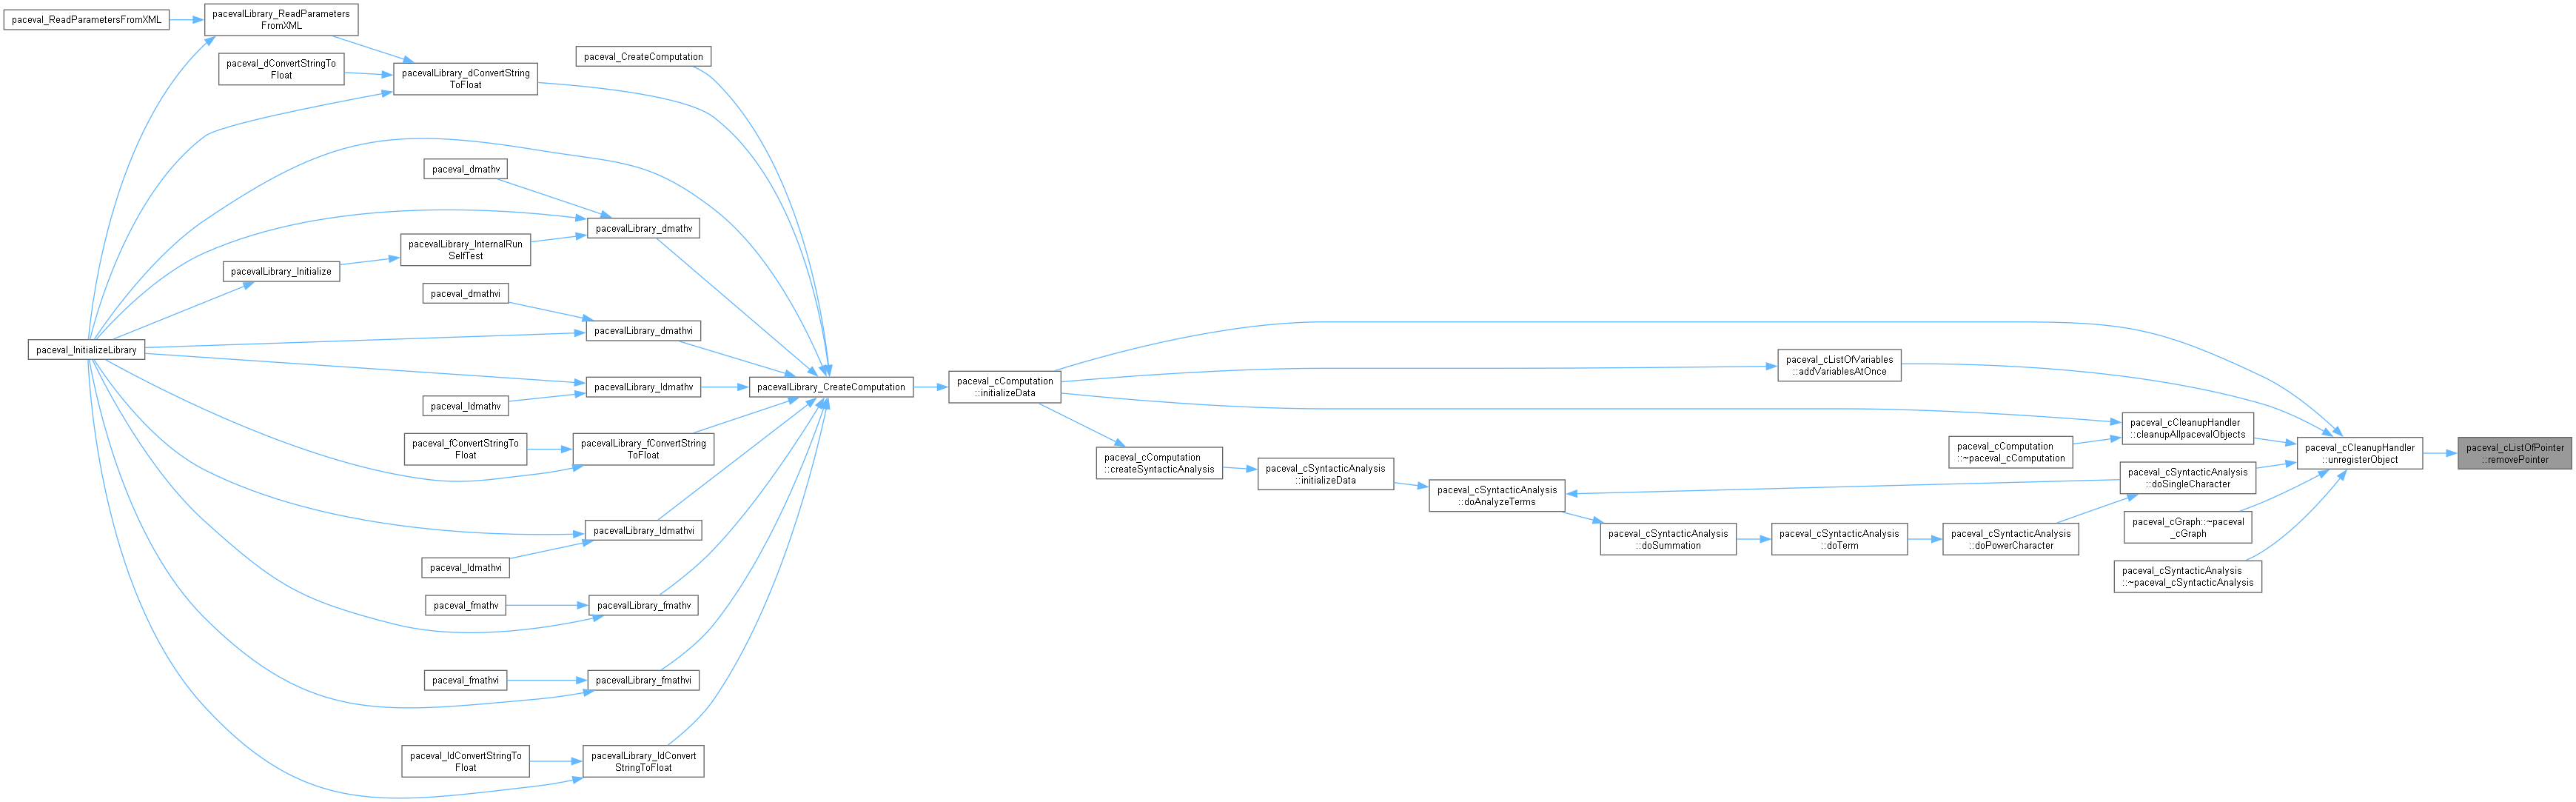 paceval_ReadParametersFromXML
pacevalLibrary_ReadParameters
FromXML
paceval_dConvertStringTo
Float
pacevalLibrary_dConvertString
ToFloat
paceval_CreateComputation
paceval_dmathv
pacevalLibrary_dmathv
pacevalLibrary_InternalRun
SelfTest
pacevalLibrary_Initialize
paceval_dmathvi
pacevalLibrary_dmathvi
paceval_InitializeLibrary
pacevalLibrary_ldmathv
paceval_ldmathv
pacevalLibrary_CreateComputation
paceval_fConvertStringTo
Float
pacevalLibrary_fConvertString
ToFloat
pacevalLibrary_ldmathvi
paceval_ldmathvi
paceval_fmathv
pacevalLibrary_fmathv
paceval_fmathvi
pacevalLibrary_fmathvi
paceval_ldConvertStringTo
Float
pacevalLibrary_ldConvert
StringToFloat
paceval_cComputation
::initializeData
paceval_cComputation
::createSyntacticAnalysis
paceval_cSyntacticAnalysis
::initializeData
paceval_cSyntacticAnalysis
::doAnalyzeTerms
paceval_cSyntacticAnalysis
::doSummation
paceval_cSyntacticAnalysis
::doTerm
paceval_cSyntacticAnalysis
::doPowerCharacter
paceval_cListOfVariables
::addVariablesAtOnce
paceval_cCleanupHandler
::cleanupAllpacevalObjects
paceval_cComputation
::~paceval_cComputation
paceval_cSyntacticAnalysis
::doSingleCharacter
paceval_cGraph::~paceval
_cGraph
paceval_cSyntacticAnalysis
::~paceval_cSyntacticAnalysis
paceval_cCleanupHandler
::unregisterObject
paceval_cListOfPointer
::removePointer